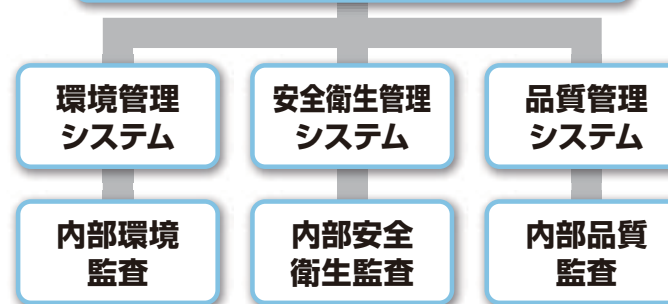 環境管理
システム
安全衛生管理
システム
品質管理
システム
内部環境
監査
内部安全
衛生監査
内部品質
監査